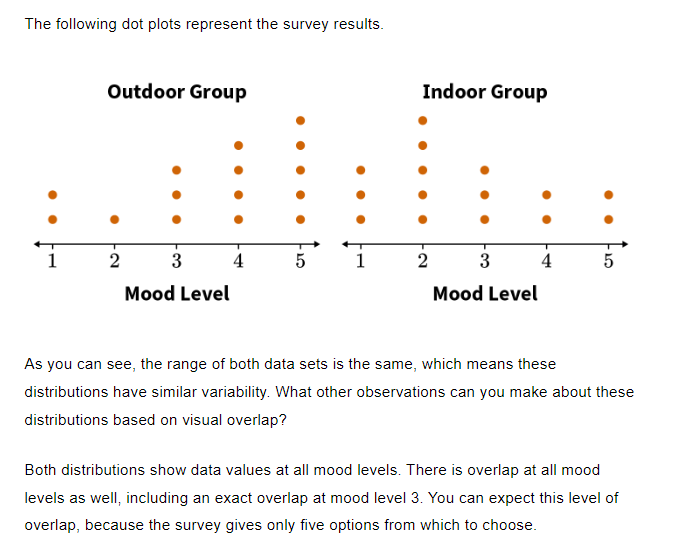 The following dot plots represent the survey results.
Outdoor Group
Indoor Group
1 2 3 4 5
1 2 3 4 5
Mood Level
Mood Level
As you can see, the range of both data sets is the same, which means these
distributions have similar variability. What other observations can you make about these
distributions based on visual overlap?
Both distributions show data values at all mood levels. There is overlap at all mood
levels as well, including an exact overlap at mood level 3. You can expect this level of
overlap, because the survey gives only five options from which to choose.